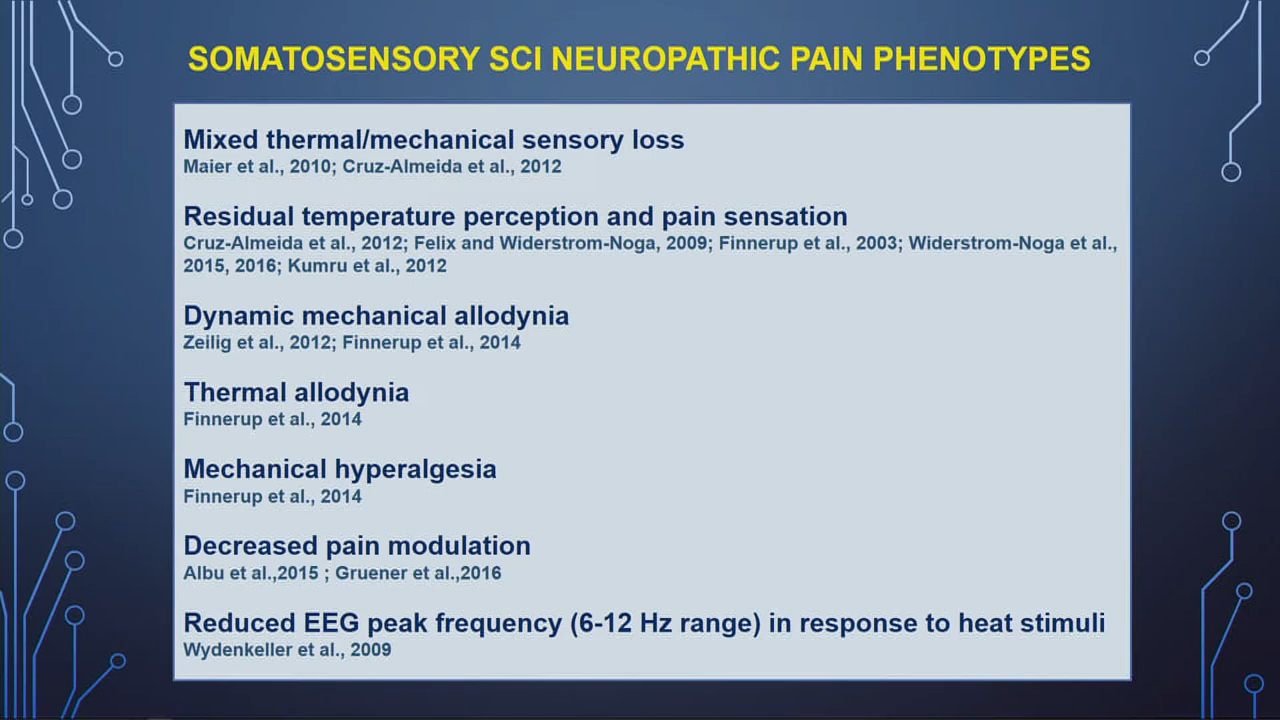 SOMATOSENSORY SCI NEUROPATHIC PAIN PHENOTYPES
Mixed thermal/mechanical sensory loss
Maier et al., 2010; Cruz-Almeida et al., 2012
Residual temperature perception and pain sensation
Cruz-Almeida et al., 2012; Felix and Widerstrom-Noga, 2009; Finnerup et al., 2003; Widerstrom-Noga et al.,
2015, 2016; Kumru et al., 2012
Dynamic mechanical allodynia
Zeilig et al., 2012; Finnerup et al., 2014
Thermal allodynia
Finnerup et al., 2014
Mechanical hyperalgesia
Finnerup et al., 2014
Decreased pain modulation
Albu et al.,2015 ; Gruener et al.,2016
Reduced EEG peak frequency (6-12 Hz range) in response to heat stimuli
Wydenkeller et al., 2009